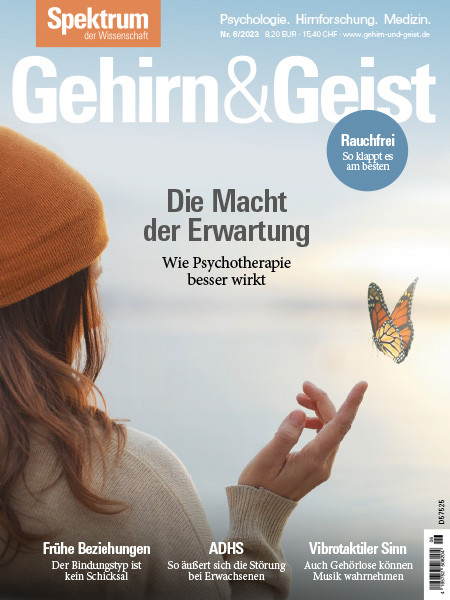 Spektrum
der Wissenschaft
Psychologie. Hirnforschung. Medizin.
Nr. 6/2023 8,20 EUR · 15,40 CHF · www.gehirn-und-geist.de
Gehirn&Geist
Rauchfrei
So klappt es
am besten
Die Macht
der Erwartung
Wie Psychotherapie
besser wirkt
Frühe Beziehungen
Der Bindungstyp ist
kein Schicksal
ADHS
So äußert sich die Störung
bei Erwachsenen
Vibrotaktiler Sinn
Auch Gehörlose können
Musik wahrnehmen
D57525
06